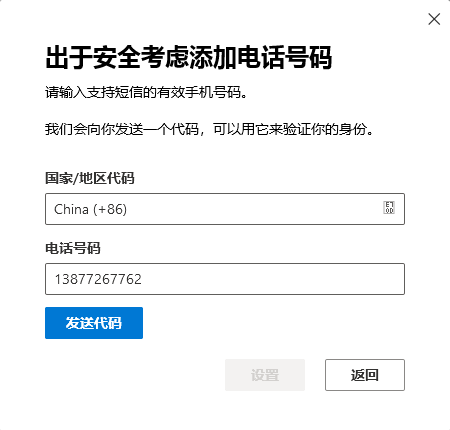 出于安全考虑添加电话号码
请输入支持短信的有效手机号码。
我们会向你发送一个代码，可以用它来验证你的身份。
国家/地区代码
China (+86)
电话号码
13877267762
发送代码
设置
返回